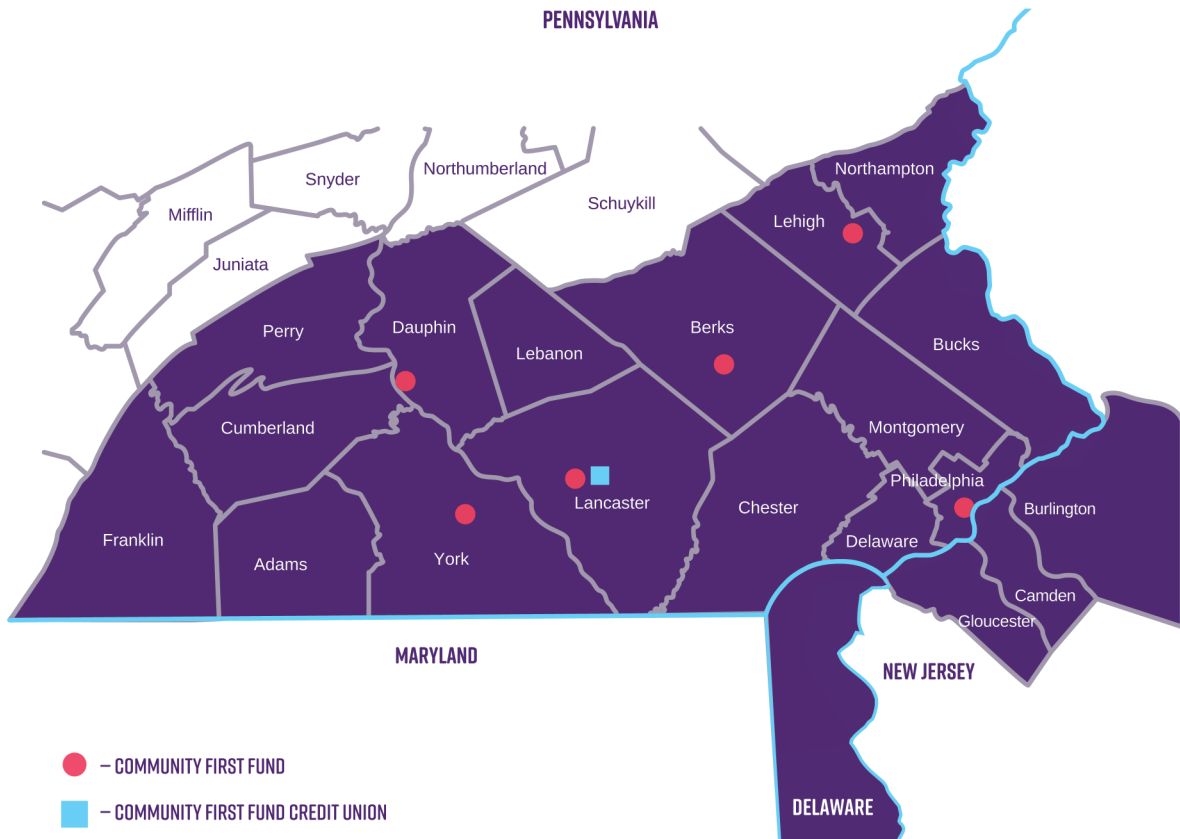 PENNSYLVANIA
Northumberland
Northampton
Snyder
Schuykill
Mifflin
Lehigh
Juniata
Perry
Dauphin
Berks
Lebanon
Bucks
Cumberland
Montgomery
Philadelphia
Lancaster
Chester
Burlington
Franklin
Delaware
York
Adams
Camden
Gloucester
MARYLAND
NEW JERSEY
– COMMUNITY FIRST FUND
– COMMUNITY FIRST FUND CREDIT UNION
DELAWARE